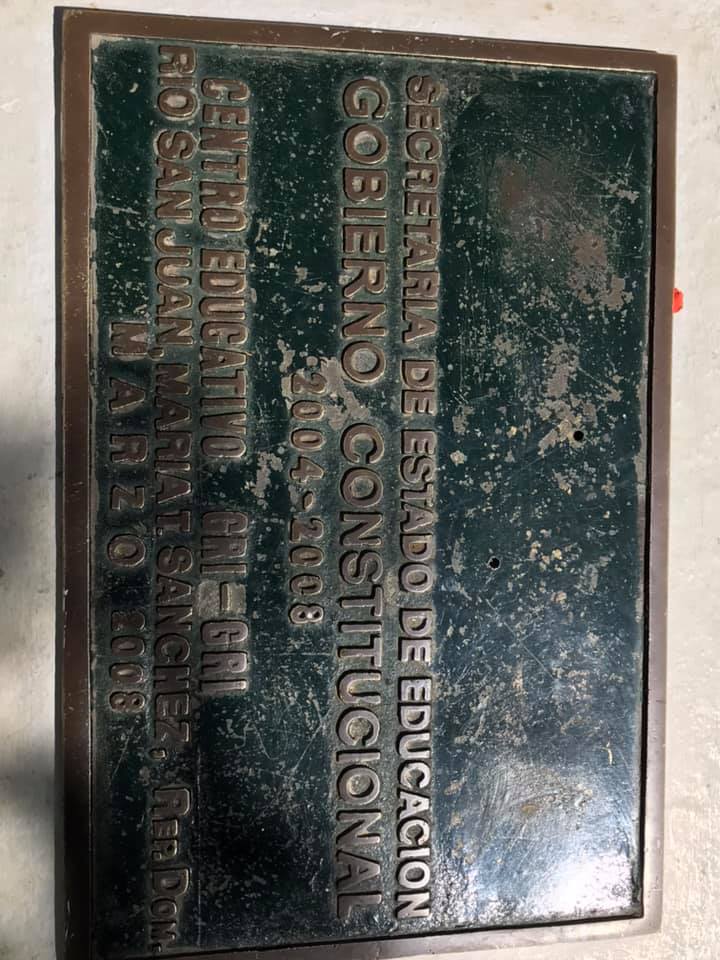 SECRETARIA DE ESTADO DE EDUCACION
GOBIERNO CONSTITUCIONAL
2004-2008
CENTRO EDUCATIVO GRI-GRI
RIO SAN JUAN, MARIA T SANCHEZ, REP. DOM.
MARZO 2008